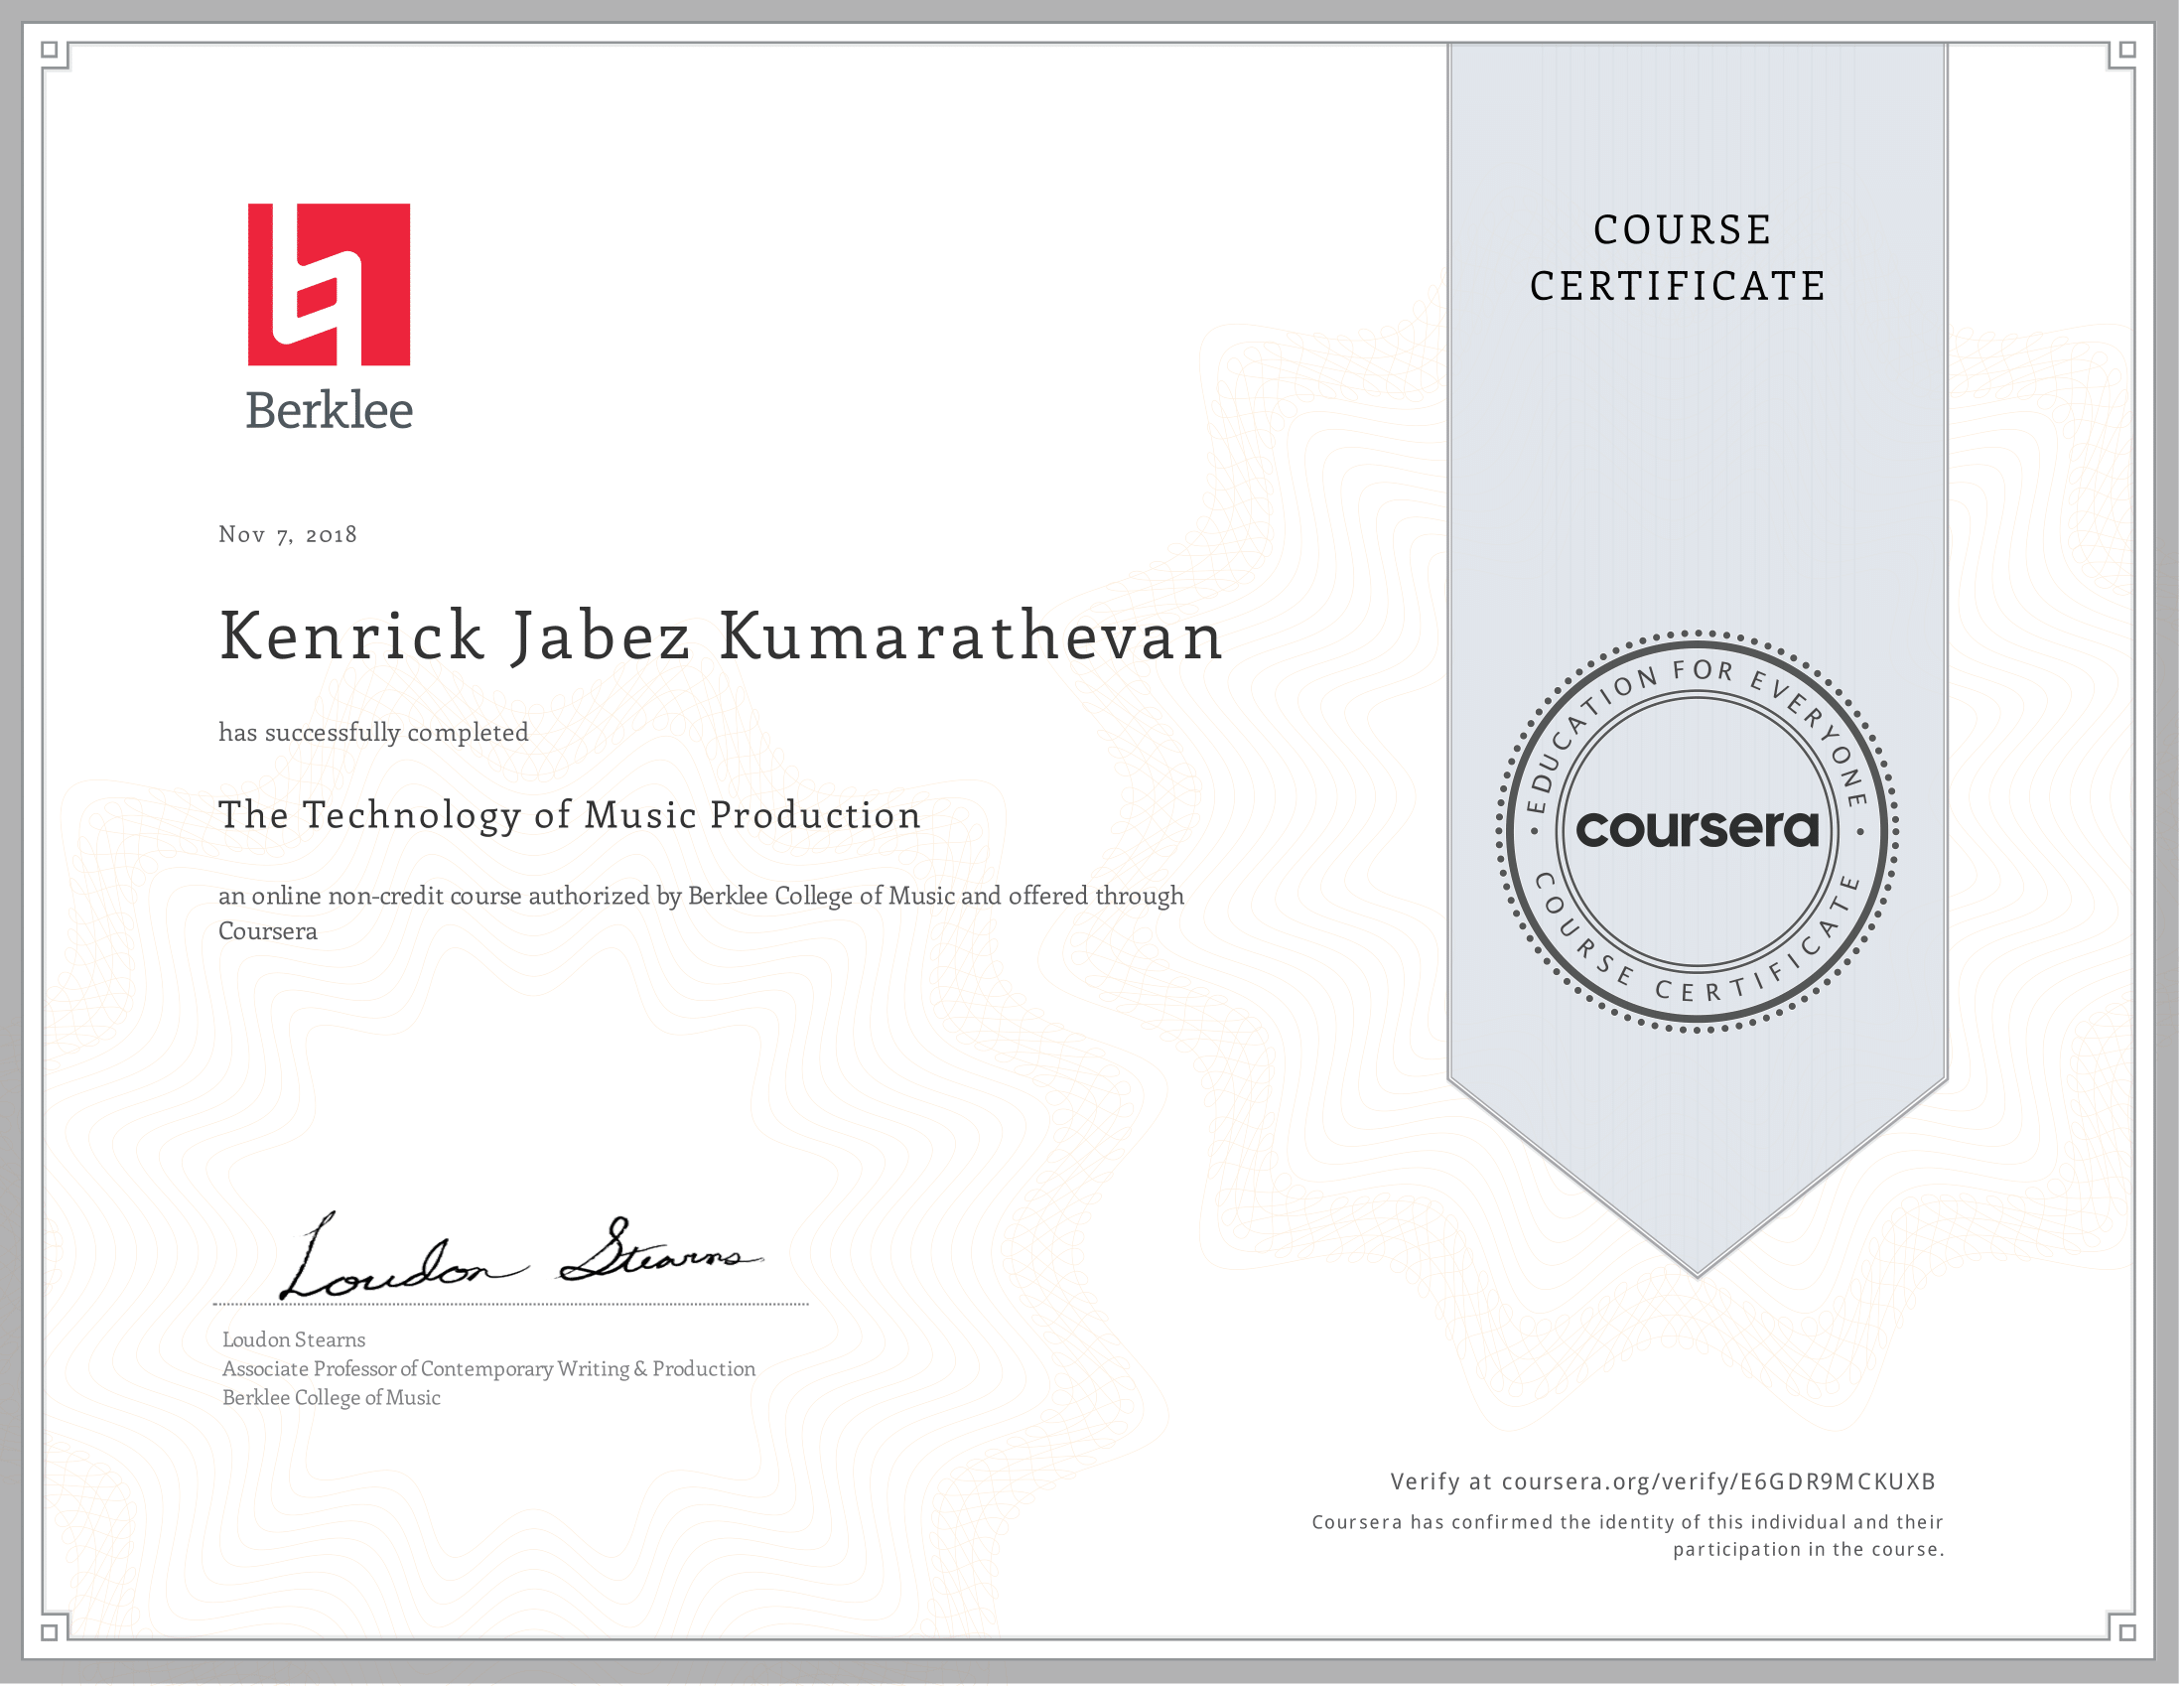 Berklee
Nov 7, 2018
Kenrick Jabez Kumarathevan
has successfully completed
The Technology of Music Production
an online non-credit course authorized by Berklee College of Music and offered through
Coursera
Loudon Stearns
Loudon Stearns
Associate Professor of Contemporary Writing & Production
Berklee College of Music
COURSE
CERTIFICATE
EDUCATION FOR EVERYONE
coursera
COURSE CERTIFICATE
Verify at coursera.org/verify/E6GDR9MCKUXB
Coursera has confirmed the identity of this individual and their
participation in the course.